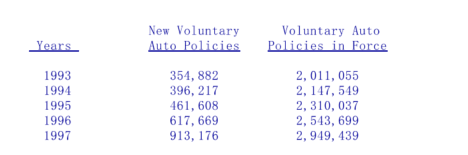 New Voluntary Voluntary Auto
Years Auto Policies Policies in Force
1993 354,882 2,011,055
1994 396,217 2,147,549
1995 461,608 2,310,037
1996 617,669 2,543,699
1997 913,176 2,949,439